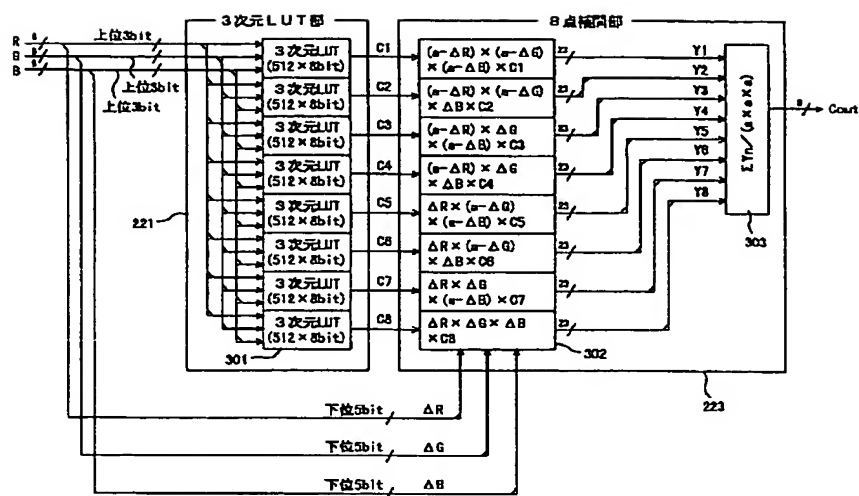 3次元LUT部
8点補間部
R 8
G 8
B 8
上位3bit
上位3bit
上位3bit
3次元LUT
(512×8bit)
C1
(a-ΔR)×(a-ΔG)
×(a-ΔB)×C1
23
Y1
3次元LUT
(512×8bit)
C2
(a-ΔR)×(a-ΔG)
×ΔB×C2
23
Y2
3次元LUT
(512×8bit)
C3
(a-ΔR)×ΔG
×(a-ΔB)×C3
23
Y3
3次元LUT
(512×8bit)
C4
(a-ΔR)×ΔG
×ΔB×C4
23
Y4
3次元LUT
(512×8bit)
C5
ΔR×(a-ΔG)
×(a-ΔB)×C5
23
Y5
3次元LUT
(512×8bit)
C6
ΔR×(a-ΔG)
×ΔB×C6
23
Y6
3次元LUT
(512×8bit)
C7
ΔR×ΔG
×(a-ΔB)×C7
23
Y7
3次元LUT
(512×8bit)
C8
ΔR×ΔG×ΔB
×C8
23
Y8
ΣYn/(a×a×a)
8
Cout
303
221
301
302
223
下位5bit ΔR
下位5bit ΔG
下位5bit ΔB